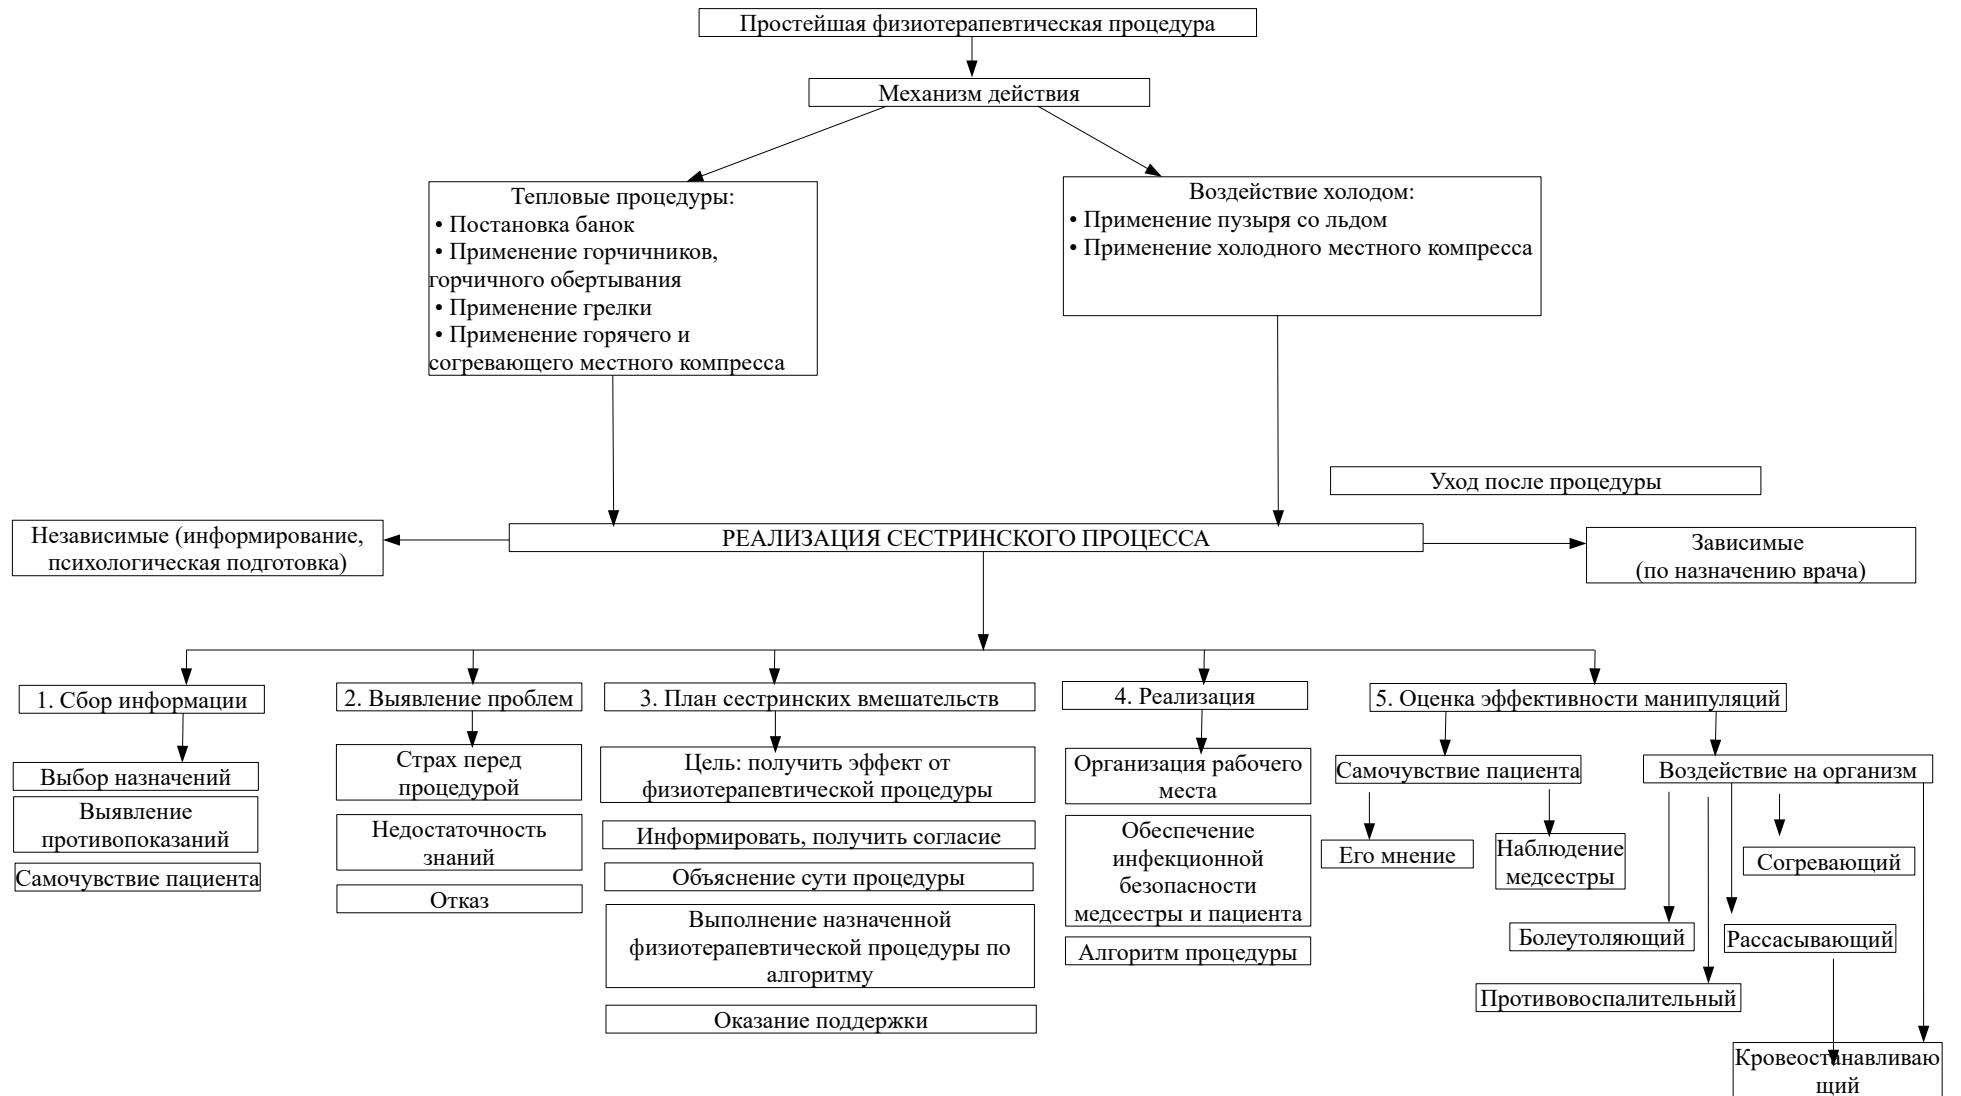 Простейшая физиотерапевтическая процедура
Механизм действия
Тепловые процедуры:
• Постановка банок
• Применение горчичников,
горчичного обертывания
• Применение грелки
• Применение горячего и
согревающего местного компресса
Воздействие холодом:
• Применение пузыря со льдом
• Применение холодного местного компресса
Уход после процедуры
Независимые (информирование,
психологическая подготовка)
РЕАЛИЗАЦИЯ СЕСТРИНСКОГО ПРОЦЕССА
Зависимые
(по назначению врача)
1. Сбор информации
Выбор назначений
Выявление
противопоказаний
Самочувствие пациента
2. Выявление проблем
Страх перед
процедурой
Недостаточность
знаний
Отказ
3. План сестринских вмешательств
Цель: получить эффект от
физиотерапевтической процедуры
Информировать, получить согласие
Объяснение сути процедуры
Выполнение назначенной
физиотерапевтической процедуры по
алгоритму
Оказание поддержки
4. Реализация
Организация рабочего
места
Обеспечение
инфекционной
безопасности
медсестры и пациента
Алгоритм процедуры
5. Оценка эффективности манипуляций
Самочувствие пациента
Его мнение
Наблюдение
медсестры
Воздействие на организм
Согревающий
Болеутоляющий
Рассасывающий
Противовоспалительный
Кровеостанавливаю
щий